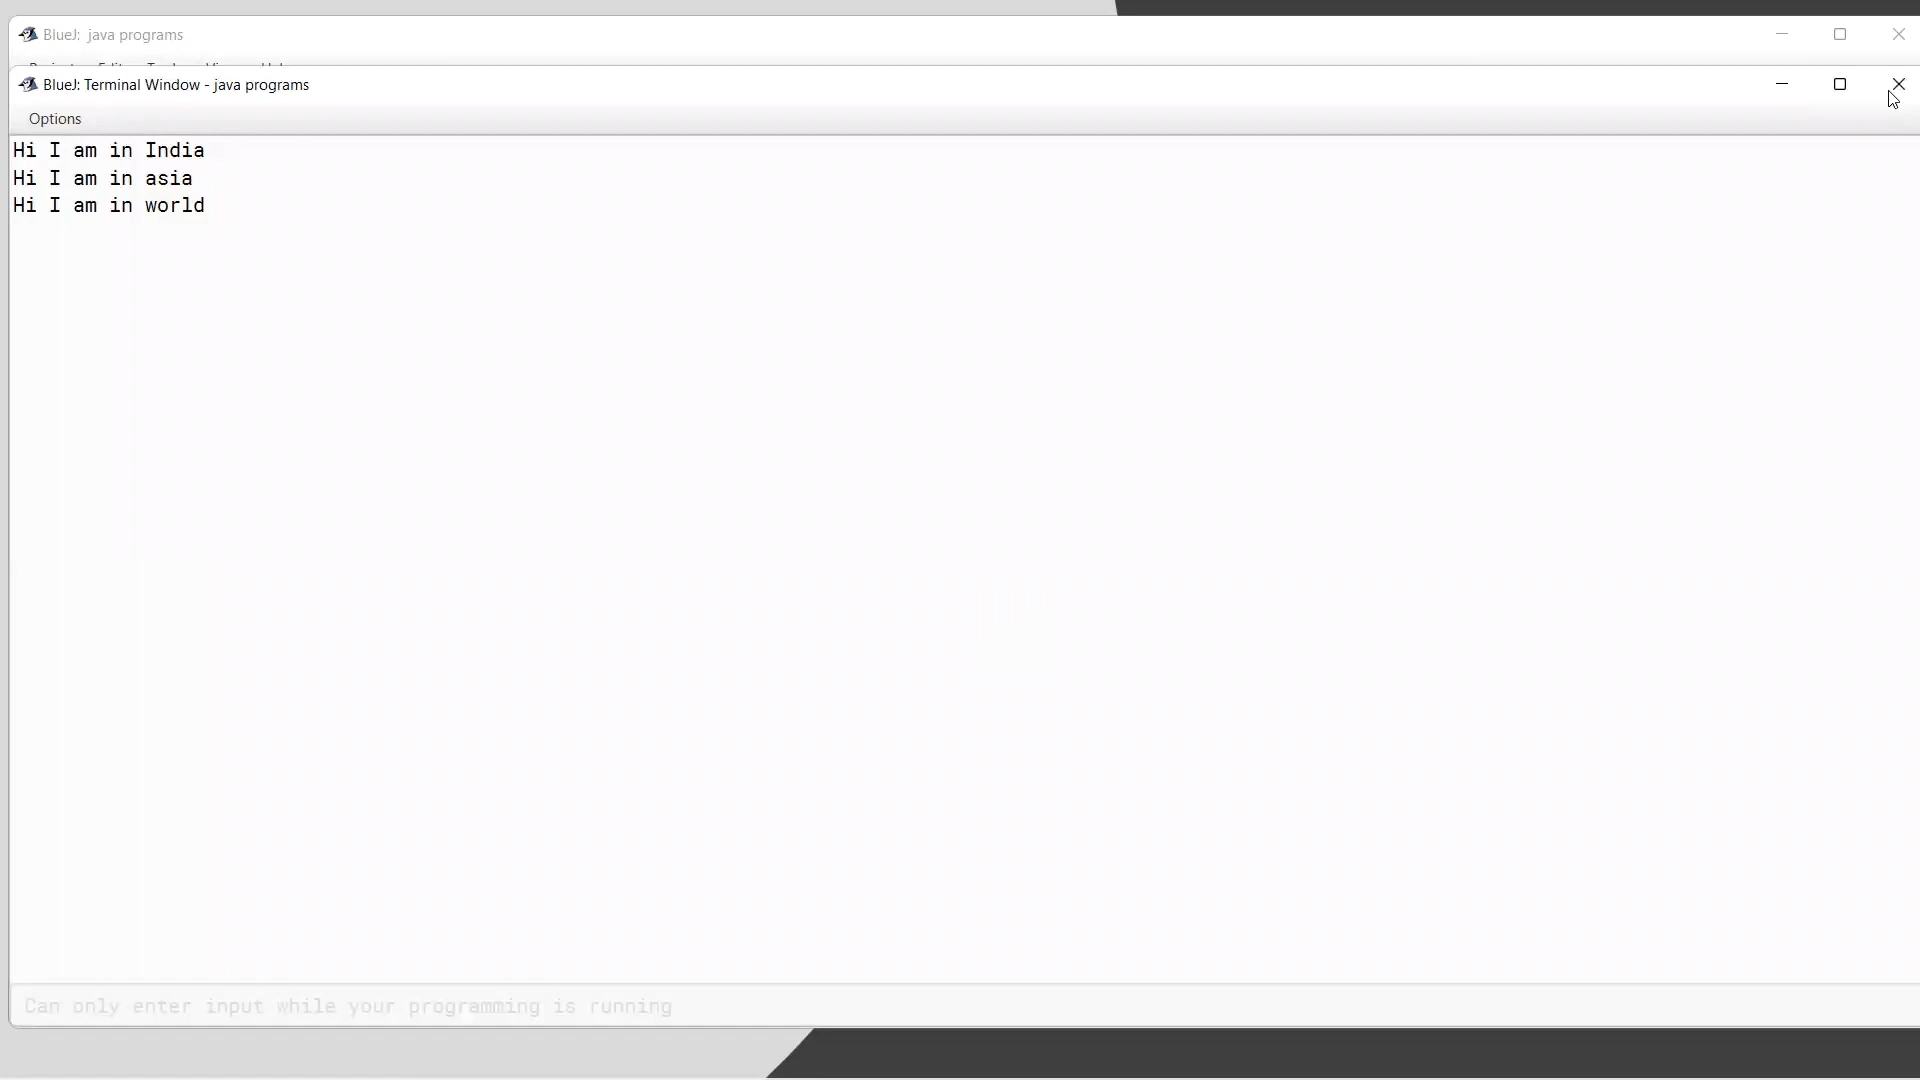 BlueJ: java programs
BlueJ: Terminal Window - java programs
Options
Hi I am in India
Hi I am in asia
Hi I am in world
Can only enter input while your programming is running